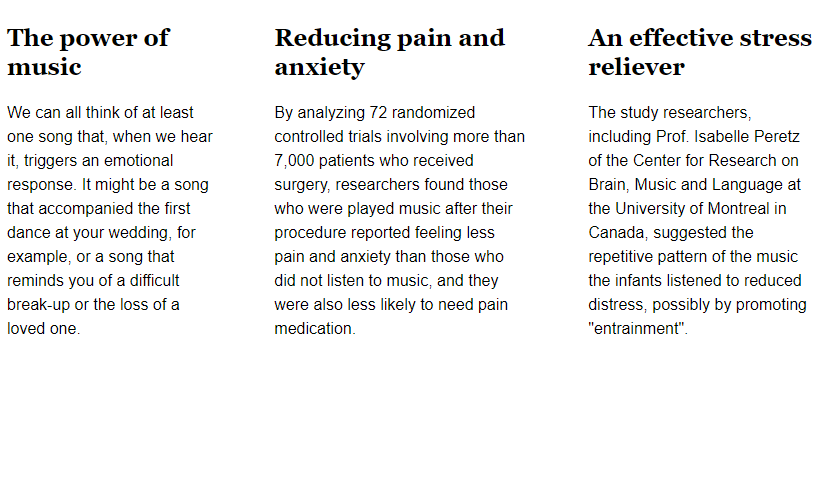 The power of
music
We can all think of at least
one song that, when we hear
it, triggers an emotional
response. It might be a song
that accompanied the first
dance at your wedding, for
example, or a song that
reminds you of a difficult
break-up or the loss of a
loved one.
Reducing pain and
anxiety
By analyzing 72 randomized
controlled trials involving more than
7,000 patients who received
surgery, researchers found those
who were played music after their
procedure reported feeling less
pain and anxiety than those who
did not listen to music, and they
were also less likely to need pain
medication.
An effective stress
reliever
The study researchers,
including Prof. Isabelle Peretz
of the Center for Research on
Brain, Music and Language at
the University of Montreal in
Canada, suggested the
repetitive pattern of the music
the infants listened to reduced
distress, possibly by promoting
"entrainment".